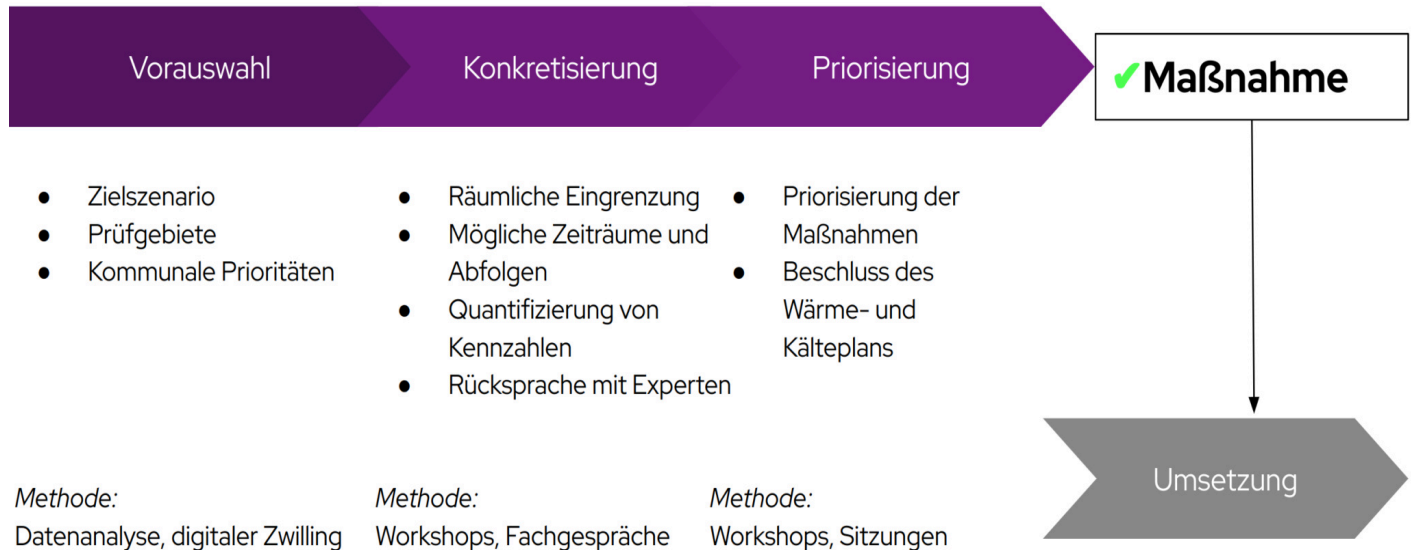 Vorauswahl
Konkretisierung
Priorisierung
✔Maßnahme
● Zielszenario
● Prüfgebiete
● Kommunale Prioritäten
● Räumliche Eingrenzung
● Mögliche Zeiträume und
Abfolgen
● Quantifizierung von
Kennzahlen
● Rücksprache mit Experten
● Priorisierung der
Maßnahmen
● Beschluss des
Wärme- und
Kälteplans
Umsetzung
Methode:
Datenanalyse, digitaler Zwilling
Methode:
Workshops, Fachgespräche
Methode:
Workshops, Sitzungen